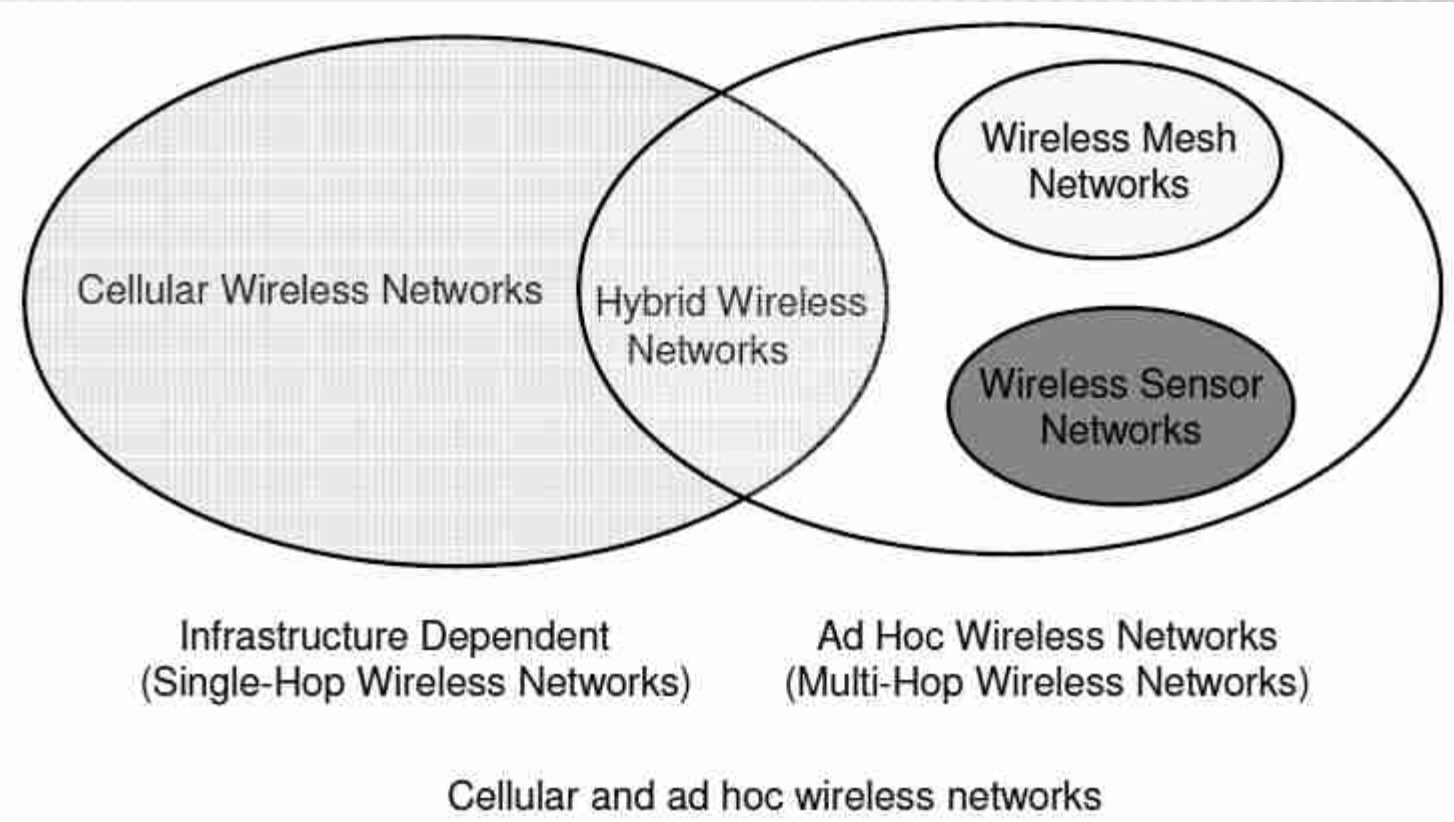 Wireless Mesh
Networks
Cellular Wireless Networks
Hybrid Wireless
Networks
Wireless Sensor
Networks
Infrastructure Dependent
(Single-Hop Wireless Networks)
Ad Hoc Wireless Networks
(Multi-Hop Wireless Networks)
Cellular and ad hoc wireless networks